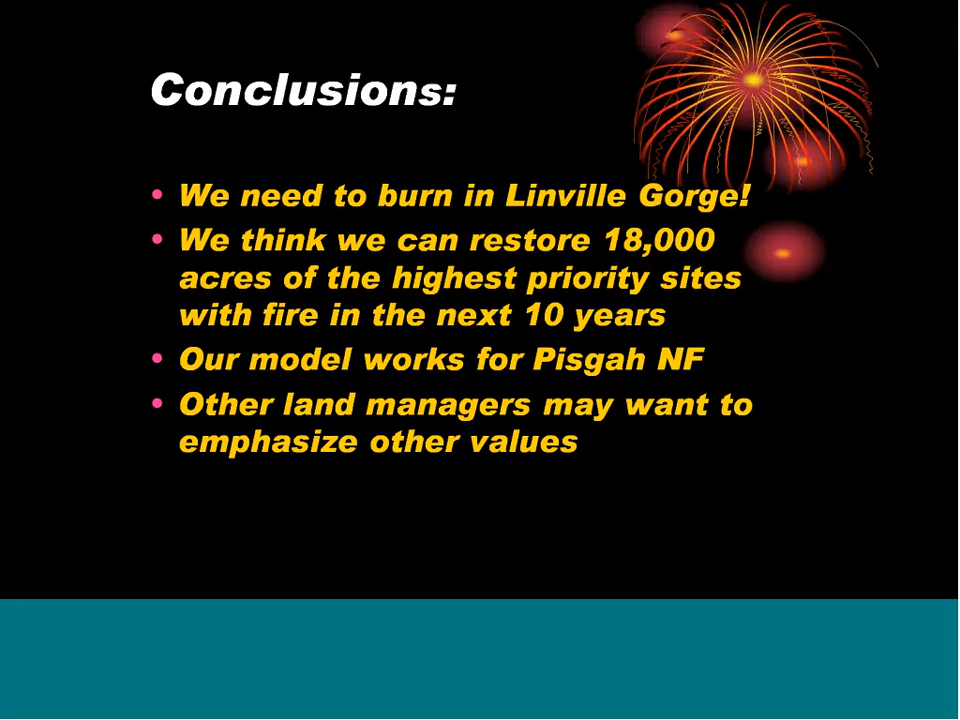 Conclusions:
• We need to burn in Linville Gorge!
• We think we can restore 18,000
acres of the highest priority sites
with fire in the next 10 years
• Our model works for Pisgah NF
• Other land managers may want to
emphasize other values